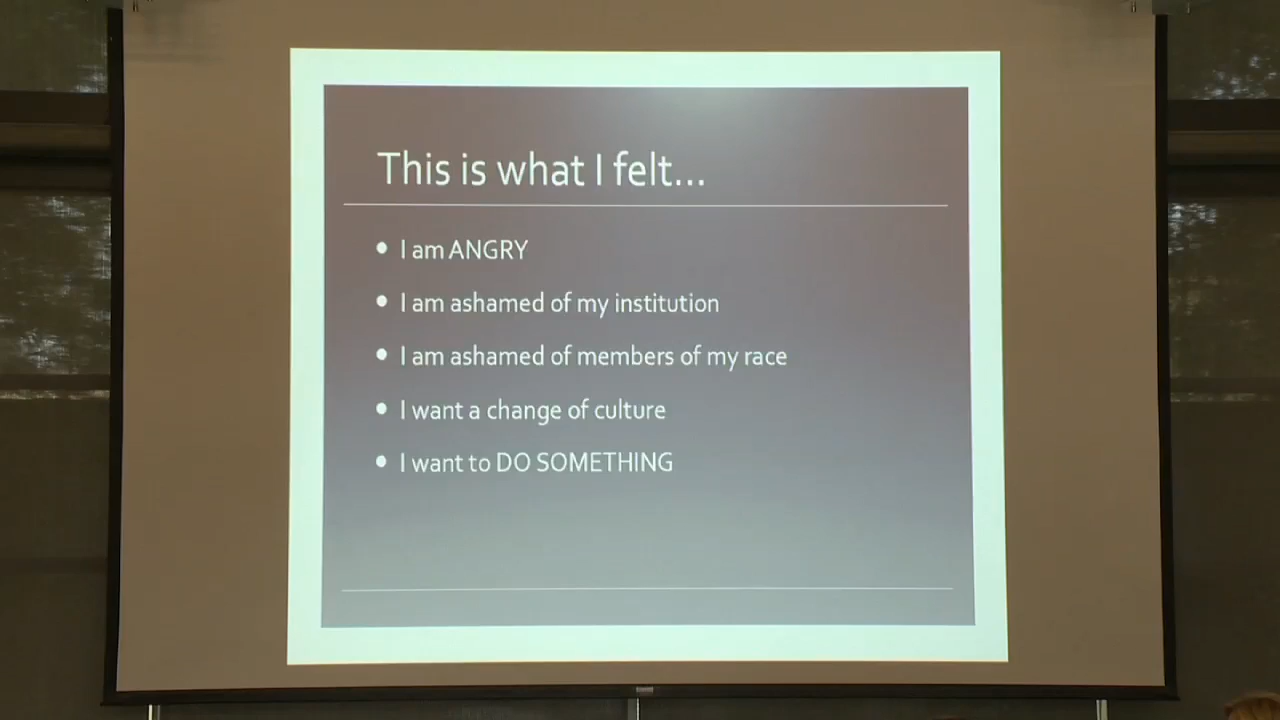 This is what I felt...
• I am ANGRY
• I am ashamed of my institution
• I am ashamed of members of my race
• I want a change of culture
• I want to DO SOMETHING